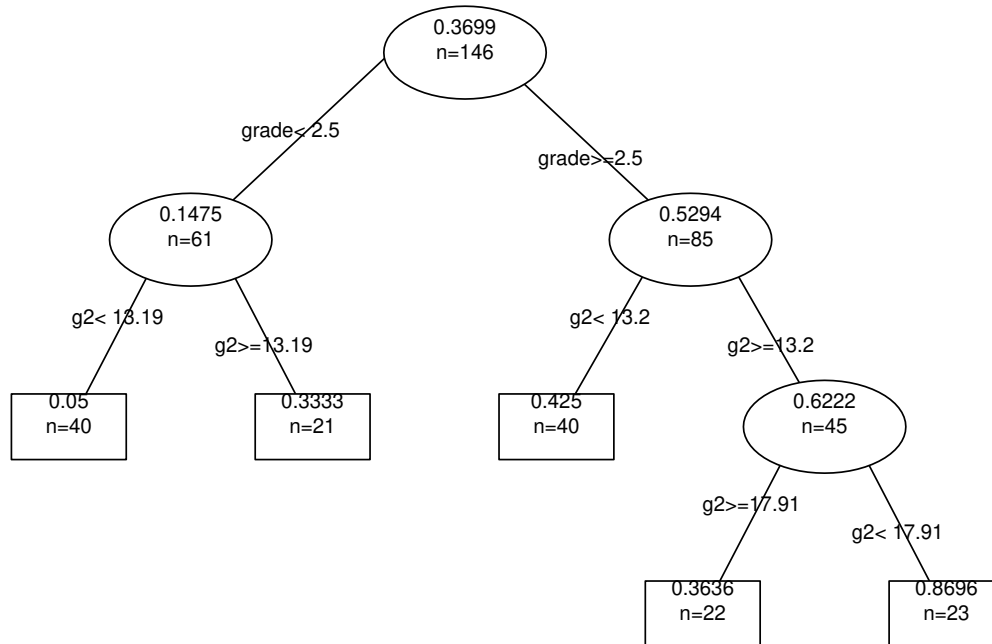 0.3699
n=146
grade< 2.5
grade>=2.5
0.1475
n=61
0.5294
n=85
g2< 13.19
g2>=13.19
g2< 13.2
g2>=13.2
0.05
n=40
0.3333
n=21
0.425
n=40
0.6222
n=45
g2>=17.91
g2< 17.91
0.3636
n=22
0.8696
n=23